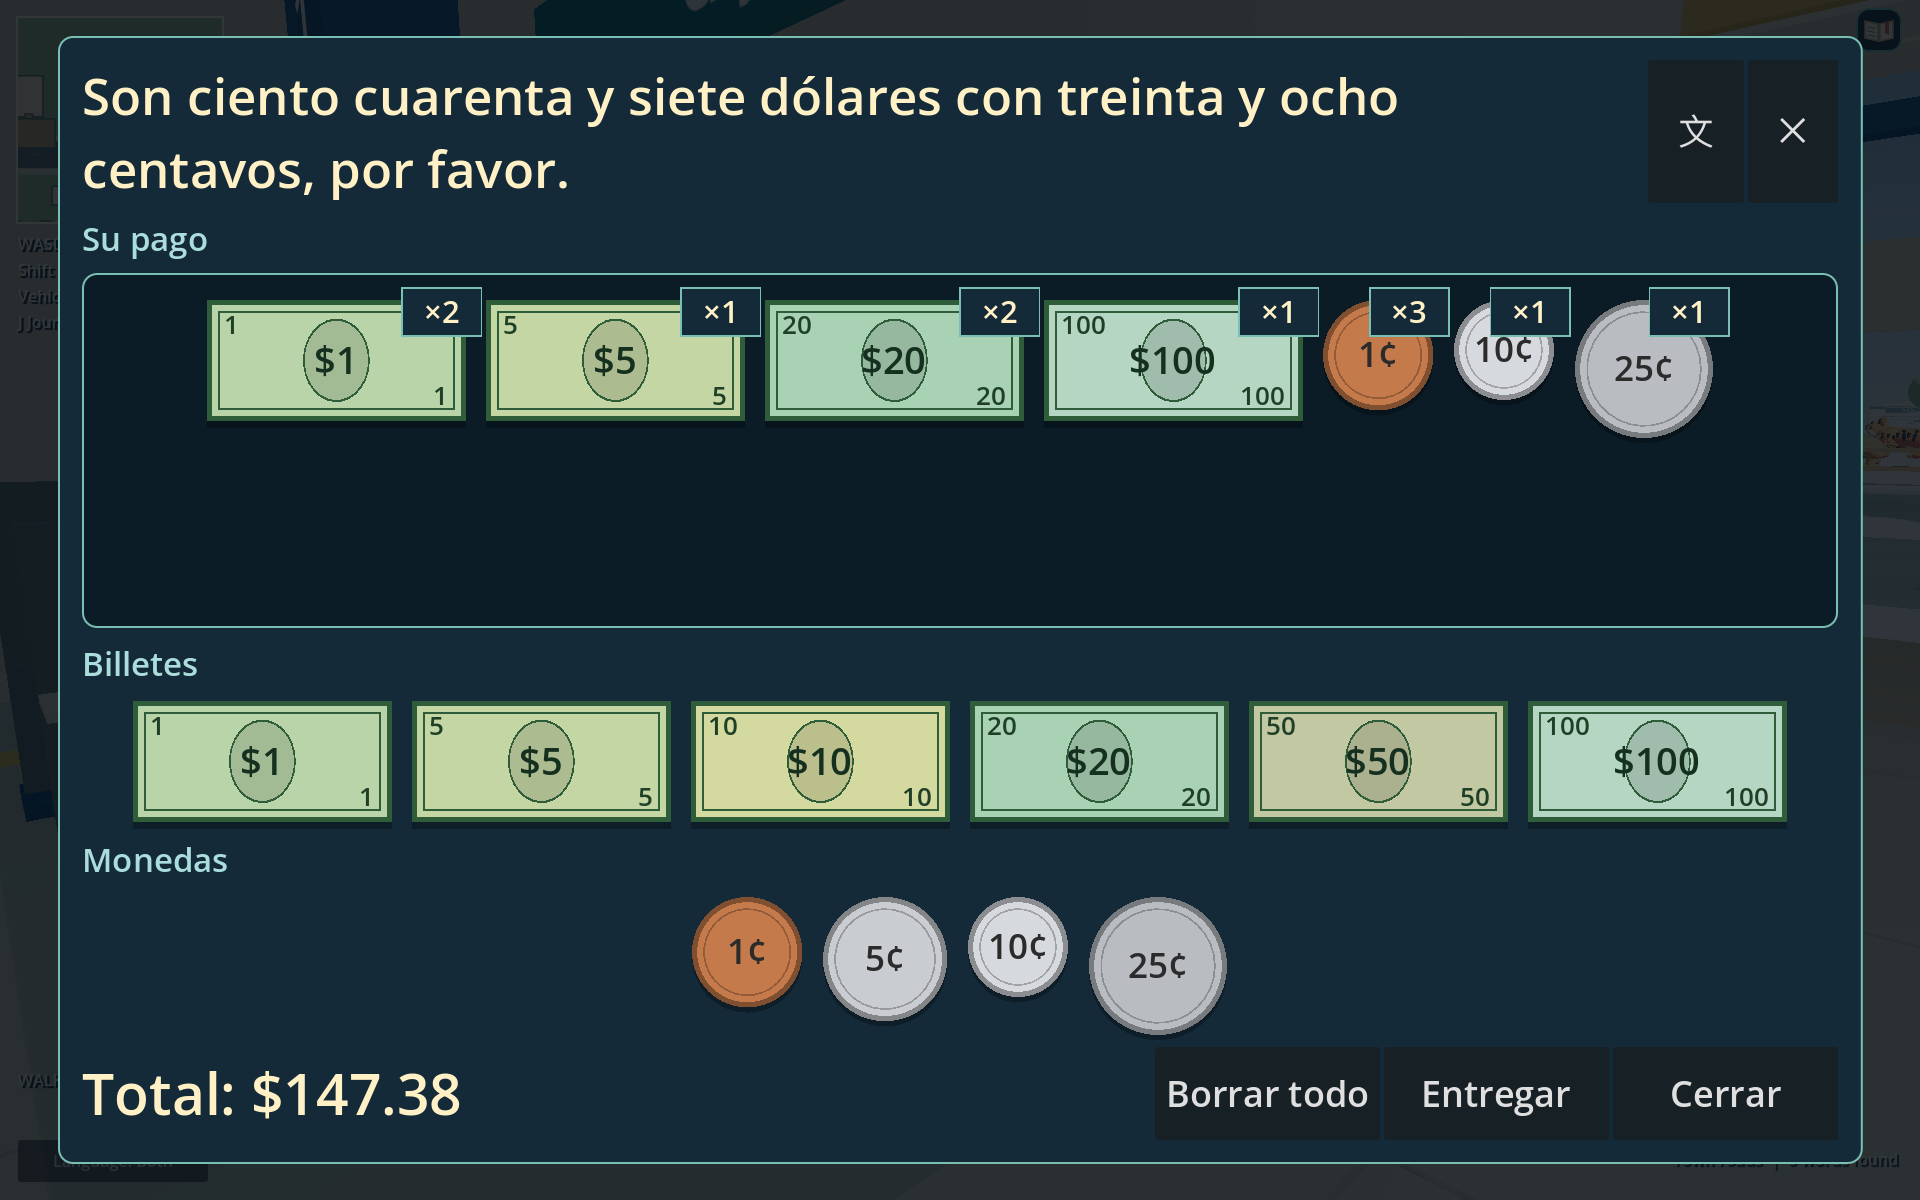 Son ciento cuarenta y siete dólares con treinta y ocho
centavos, por favor.
文
Su pago
1 $1 1 ×2
5 $5 5 ×1
20 $20 20 ×2
100 $100 100 ×1
1¢ ×3
10¢ ×1
25¢ ×1
Billetes
1 $1 1
5 $5 5
10 $10 10
20 $20 20
50 $50 50
100 $100 100
Monedas
1¢ 5¢ 10¢ 25¢
Total: $147.38
Borrar todo Entregar Cerrar